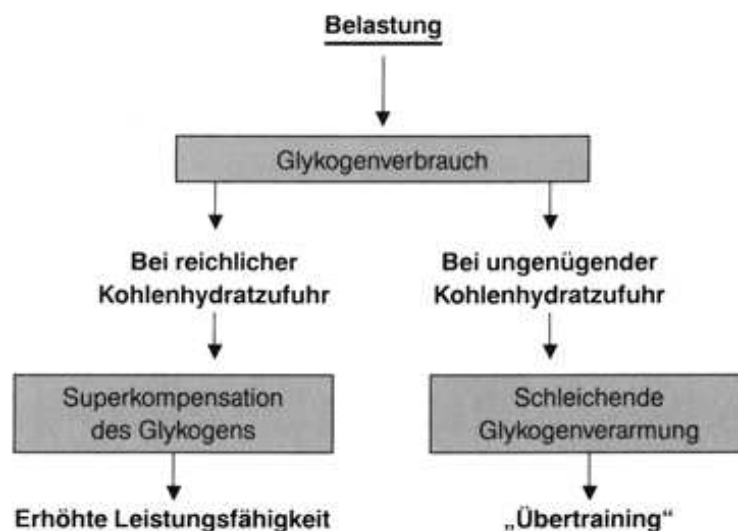 Belastung
Glykogenverbrauch
Bei reichlicher
Kohlenhydratzufuhr
Bei ungenügender
Kohlenhydratzufuhr
Superkompensation
des Glykogens
Schleichende
Glykogenverarmung
Erhöhte Leistungsfähigkeit
„Übertraining“